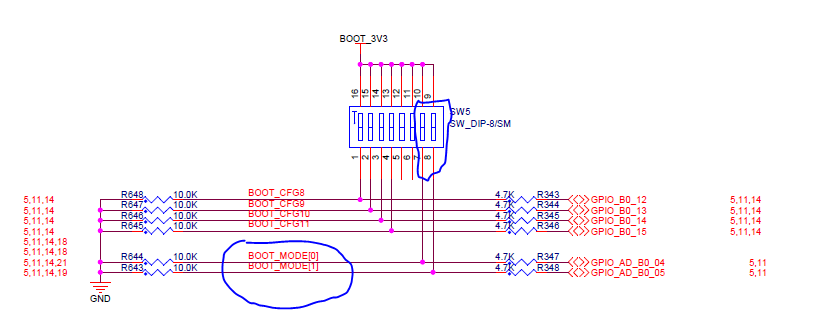 BOOT_3V3
16 15 14 13 12 11 10 9
SW5
SW_DIP-8/SM
1 2 3 4 5 6 7 8
5,11,14 R648 10.0K BOOT_CFG8 4.7K R343 GPIO_B0_12 5,11,14
5,11,14 R647 10.0K BOOT_CFG9 4.7K R344 GPIO_B0_13 5,11,14
5,11,14 R646 10.0K BOOT_CFG10 4.7K R345 GPIO_B0_14 5,11,14
5,11,14 R645 10.0K BOOT_CFG11 4.7K R346 GPIO_B0_15 5,11,14
5,11,14,18
5,11,14,18
5,11,14,21 R644 10.0K BOOT_MODE[0] 4.7K R347 GPIO_AD_B0_04 5,11
5,11,14,19 R643 10.0K BOOT_MODE[1] 4.7K R348 GPIO_AD_B0_05 5,11
GND